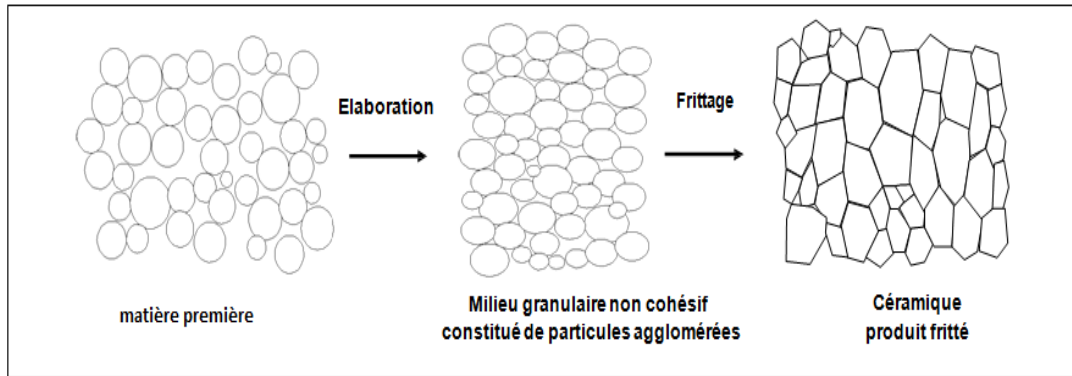 Elaboration
Frittage
matière première
Milieu granulaire non cohésif
constitué de particules agglomérées
Céramique
produit fritté